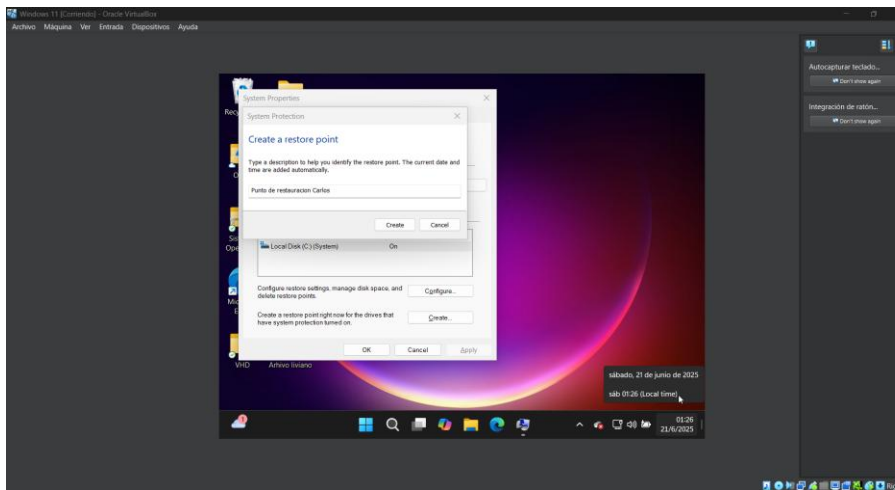 Windows 11 [Corriendo] - Oracle VirtualBox
Archivo Máquina Ver Entrada Dispositivos Ayuda
Autocapturar teclado...
Don't show again
Integración de ratón...
Don't show again
System Properties
System Protection
Create a restore point
Type a description to help you identify the restore point. The current date and
time are added automatically.
Punto de restauracion Carlos
Create Cancel
Local Disk (C:) (System) On
Configure restore settings, manage disk space, and
delete restore points.
Configure...
Create a restore point right now for the drives that
have system protection turned on.
Create...
OK Cancel Apply
VHD Arhivo liviano
sábado, 21 de junio de 2025
sáb 01:26 (Local time)
01:26
21/6/2025